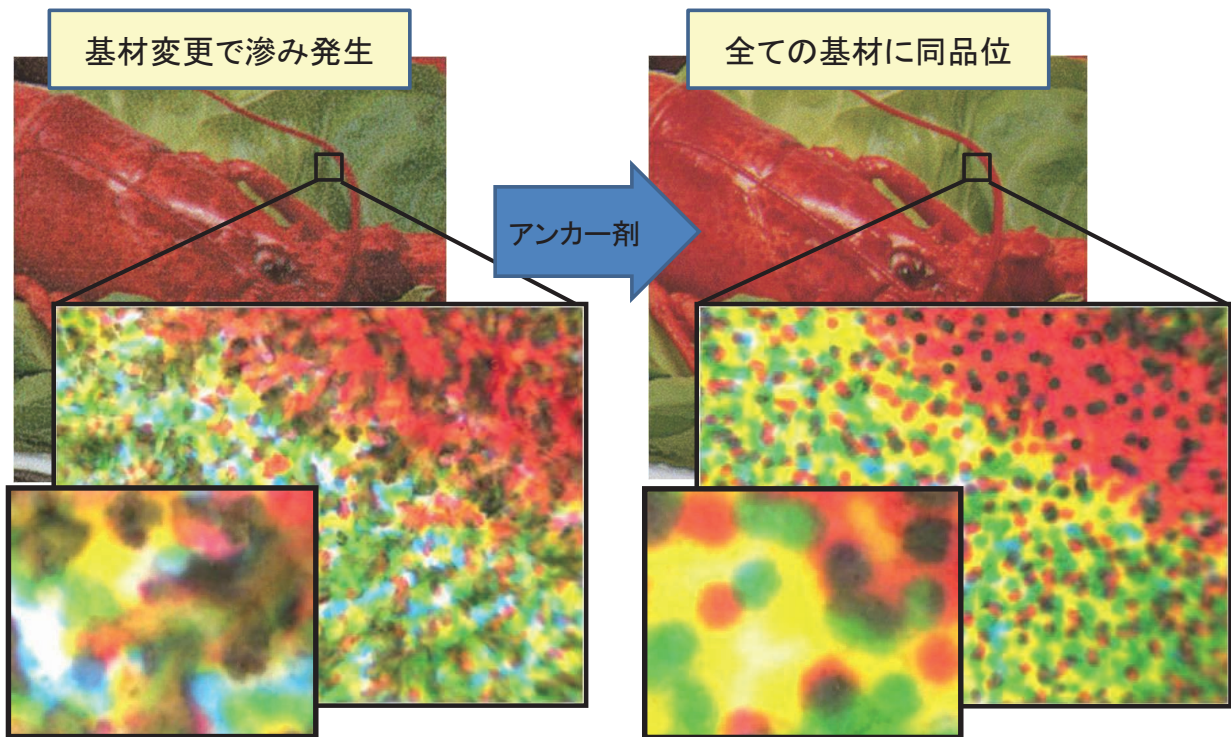 基材変更で滲み発生
全ての基材に同品位
アンカー剤